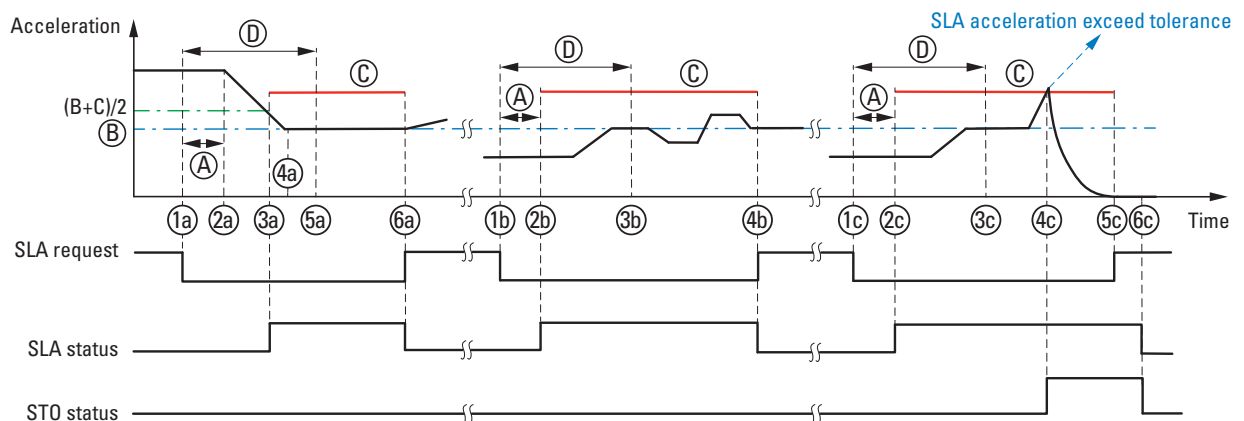 SLA acceleration exceed tolerance
Acceleration
D D D
C C C
(B+C)/2
B
A A A
4a
1a 2a 3a 5a 6a 1b 2b 3b 4b 1c 2c 3c 4c 5c 6c
Time
SLA request
SLA status
STO status